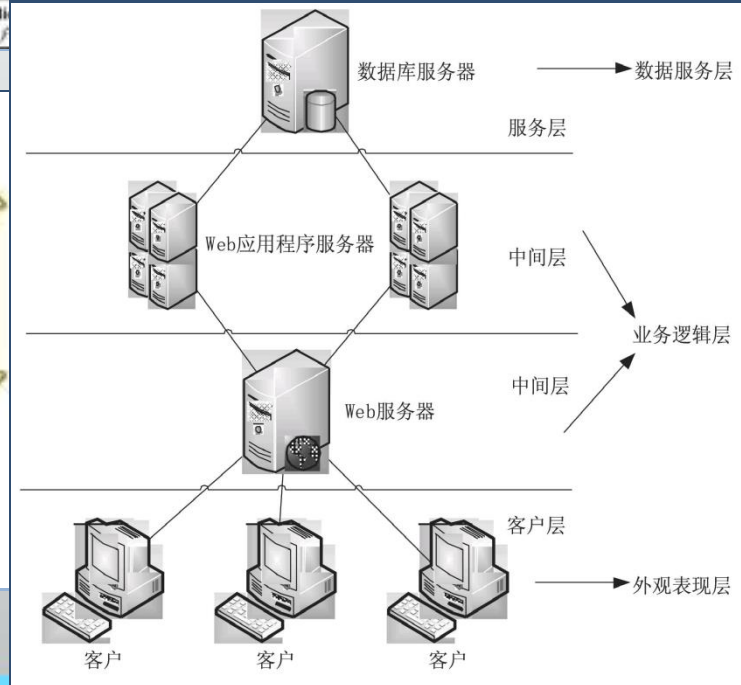 数据库服务器
数据服务层
服务层
Web应用程序服务器
中间层
业务逻辑层
中间层
Web服务器
客户层
外观表现层
客户
客户
客户